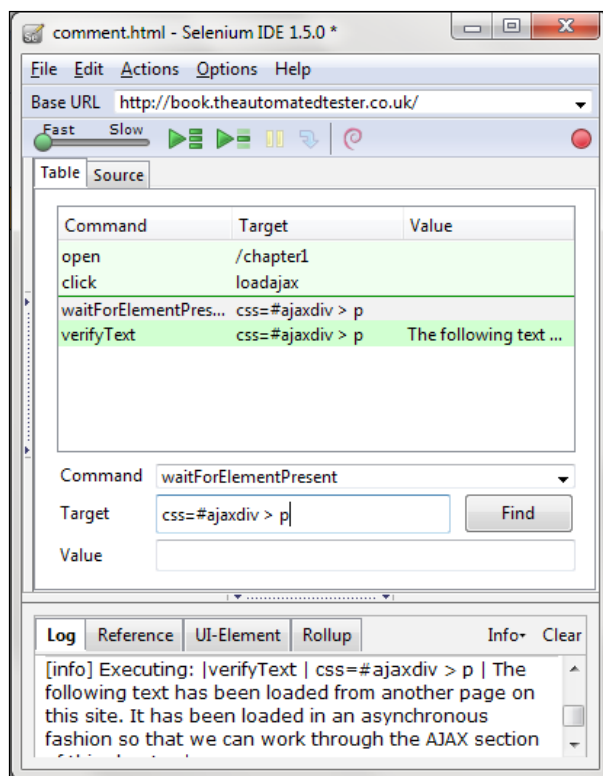 comment.html - Selenium IDE 1.5.0 *
File Edit Actions Options Help
Base URL http://book.theautomatedtester.co.uk/
Fast Slow
Table Source
Command Target Value
open /chapter1
click loadajax
waitForElementPres... css=#ajaxdiv > p
verifyText css=#ajaxdiv > p The following text ...
Command waitForElementPresent
Target css=#ajaxdiv > p Find
Value
Log Reference UI-Element Rollup Info Clear
[info] Executing: |verifyText | css=#ajaxdiv > p | The
following text has been loaded from another page on
this site. It has been loaded in an asynchronous
fashion so that we can work through the AJAX section